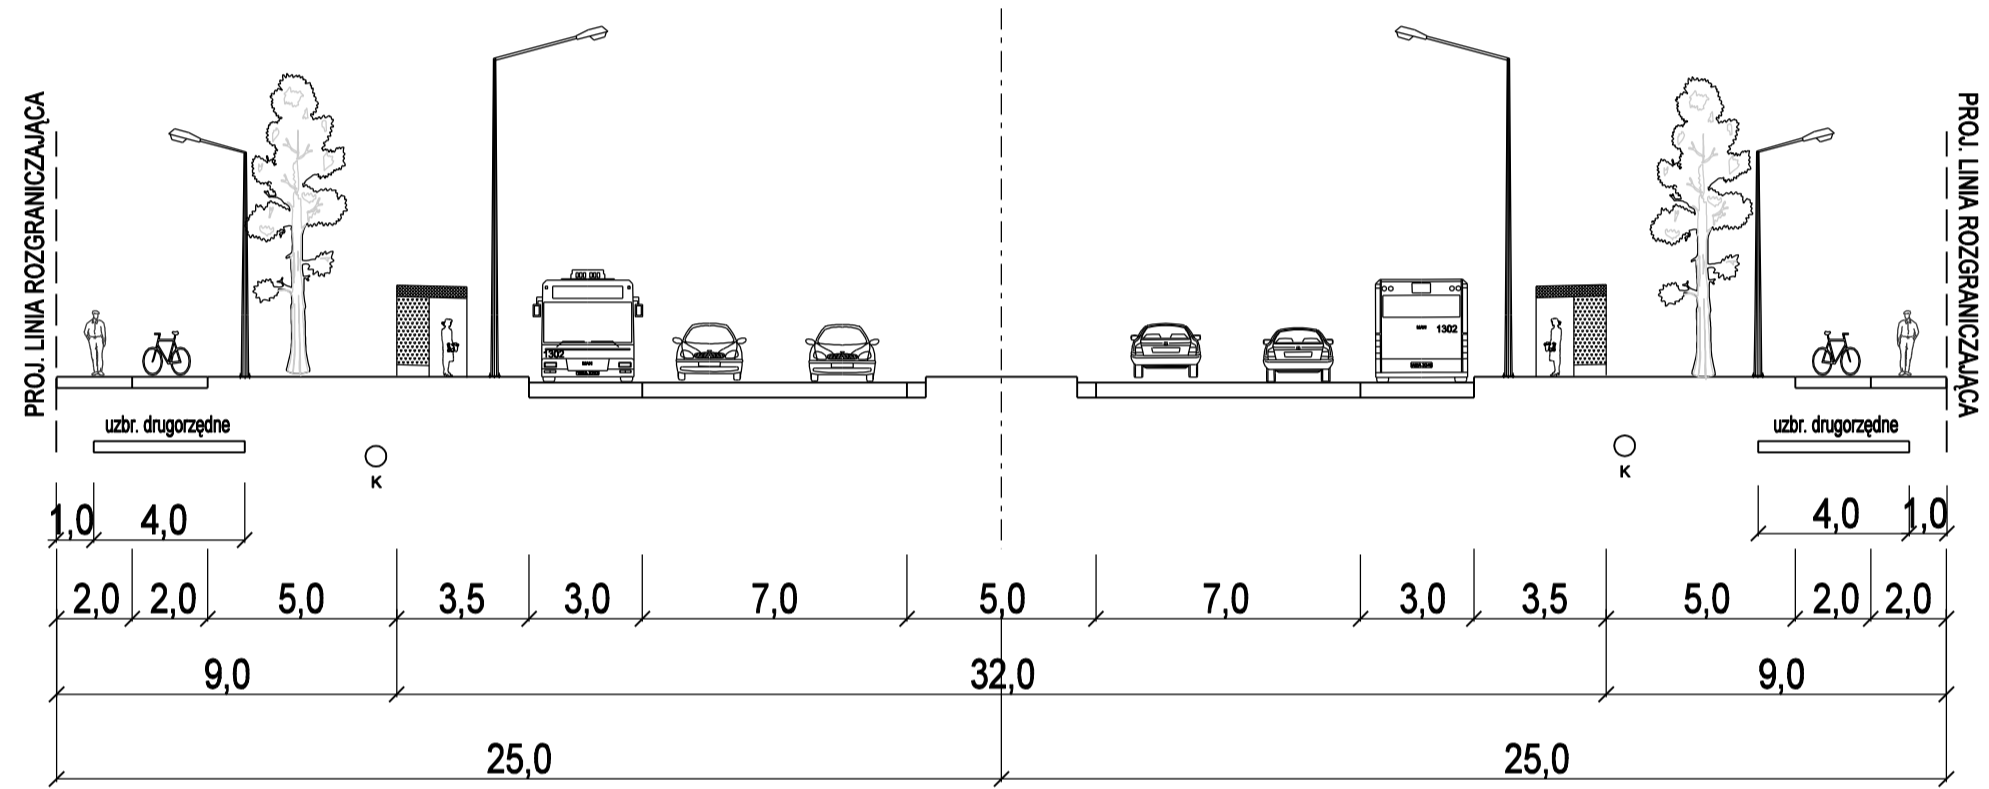 PROJ. LINIA ROZGRANICZAJĄCA
PROJ. LINIA ROZGRANICZAJĄCA
1302
1302
uzbr. drugorzędne
uzbr. drugorzędne
K
K
1,0 4,0 4,0 1,0
2,0 2,0 5,0 3,5 3,0 7,0 5,0 7,0 3,0 3,5 5,0 2,0 2,0
9,0 32,0 9,0
25,0 25,0